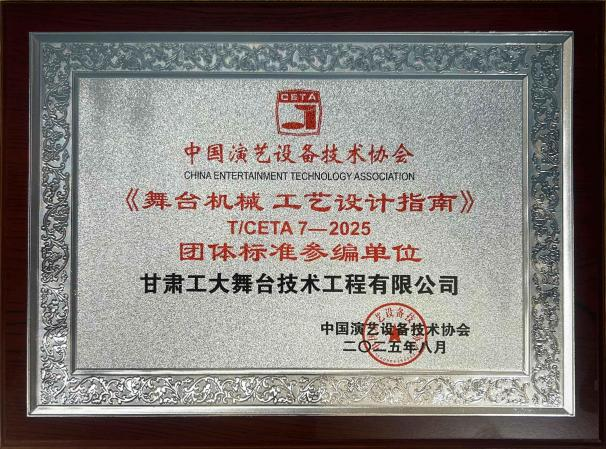 CETA
中国演艺设备技术协会
CHINA ENTERTAINMENT TECHNOLOGY ASSOCIATION
《舞台机械 工艺设计指南》
T/CETA 7—2025
团体标准参编单位
甘肃工大舞台技术工程有限公司
中国演艺设备技术协会
二〇二五年八月